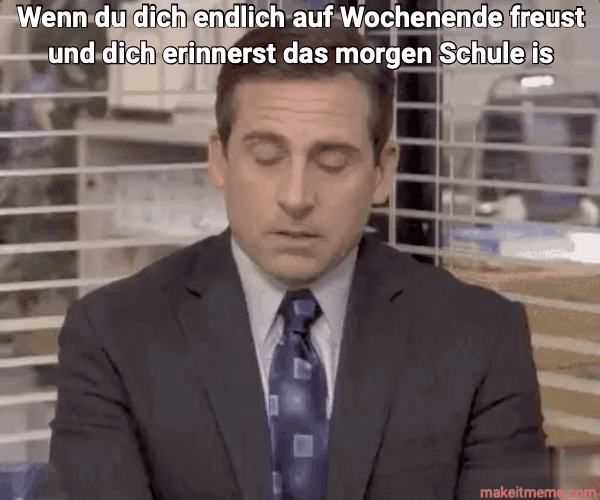 Wenn du dich endlich auf Wochenende freust
und dich erinnerst das morgen Schule is
makeitmeme.com